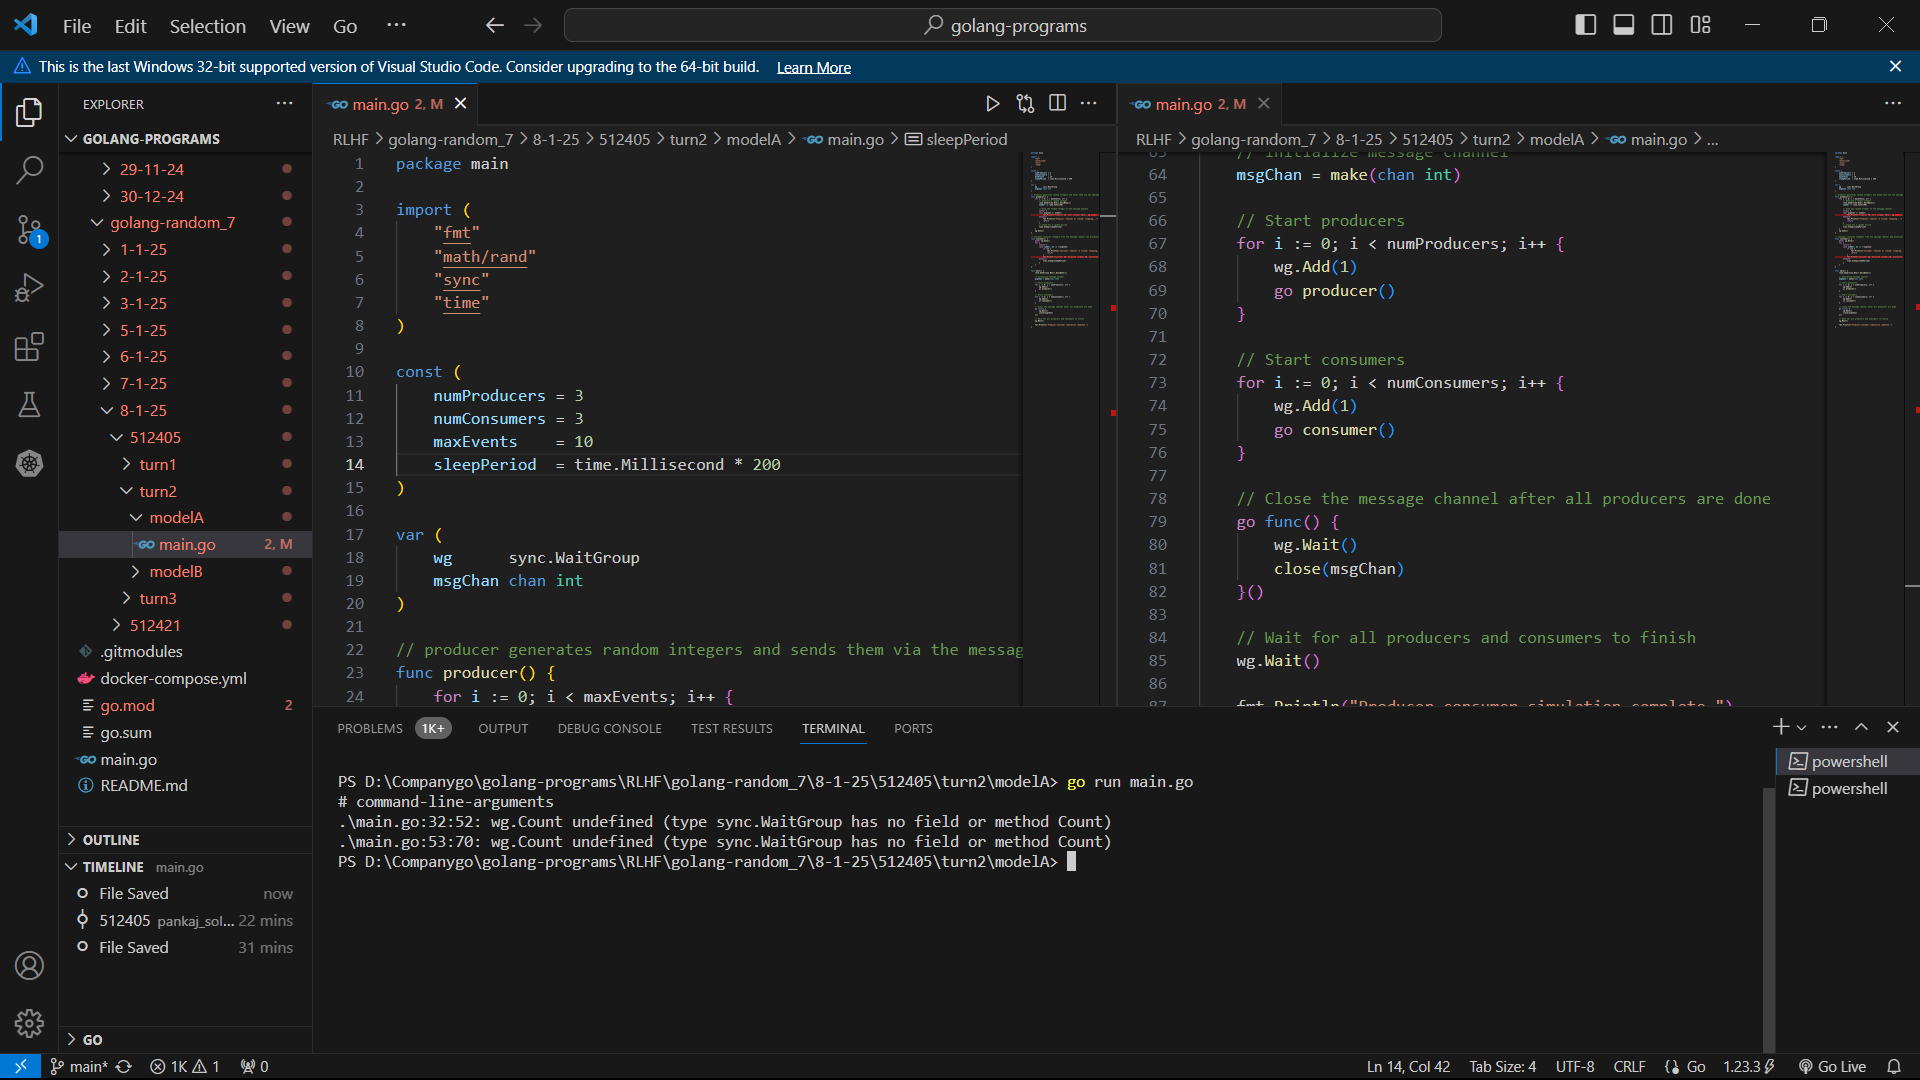 File Edit Selection View Go ···
golang-programs
This is the last Windows 32-bit supported version of Visual Studio Code. Consider upgrading to the 64-bit build. Learn More
EXPLORER
GOLANG-PROGRAMS
29-11-24
30-12-24
golang-random_7
1-1-25
2-1-25
3-1-25
5-1-25
6-1-25
7-1-25
8-1-25
512405
turn1
turn2
modelA
main.go 2, M
modelB
turn3
512421
.gitmodules
docker-compose.yml
go.mod 2
go.sum
main.go
README.md
OUTLINE
TIMELINE main.go
File Saved now
512405 pankaj_sol... 22 mins
File Saved 31 mins
GO
1
main.go 2, M
RLHF > golang-random_7 > 8-1-25 > 512405 > turn2 > modelA > main.go > sleepPeriod
1 package main
2
3 import (
4 "fmt"
5 "math/rand"
6 "sync"
7 "time"
8 )
9
10 const (
11 numProducers = 3
12 numConsumers = 3
13 maxEvents = 10
14 sleepPeriod = time.Millisecond * 200
15 )
16
17 var (
18 wg sync.WaitGroup
19 msgChan chan int
20 )
21
22 // producer generates random integers and sends them via the messag
23 func producer() {
24 for i := 0; i < maxEvents; i++ {
main.go 2, M
RLHF > golang-random_7 > 8-1-25 > 512405 > turn2 > modelA > main.go > ...
63 // Initialize message channel
64 msgChan = make(chan int)
65
66 // Start producers
67 for i := 0; i < numProducers; i++ {
68 wg.Add(1)
69 go producer()
70 }
71
72 // Start consumers
73 for i := 0; i < numConsumers; i++ {
74 wg.Add(1)
75 go consumer()
76 }
77
78 // Close the message channel after all producers are done
79 go func() {
80 wg.Wait()
81 close(msgChan)
82 }()
83
84 // Wait for all producers and consumers to finish
85 wg.Wait()
86
87 fmt.Println("Producer-consumer simulation complete.")
PROBLEMS 1K+ OUTPUT DEBUG CONSOLE TEST RESULTS TERMINAL PORTS
PS D:\Companygo\golang-programs\RLHF\golang-random_7\8-1-25\512405\turn2\modelA> go run main.go
# command-line-arguments
.\main.go:32:52: wg.Count undefined (type sync.WaitGroup has no field or method Count)
.\main.go:53:70: wg.Count undefined (type sync.WaitGroup has no field or method Count)
PS D:\Companygo\golang-programs\RLHF\golang-random_7\8-1-25\512405\turn2\modelA>
powershell
powershell
main* 1K 1 0 Ln 14, Col 42 Tab Size: 4 UTF-8 CRLF Go 1.23.3 Go Live